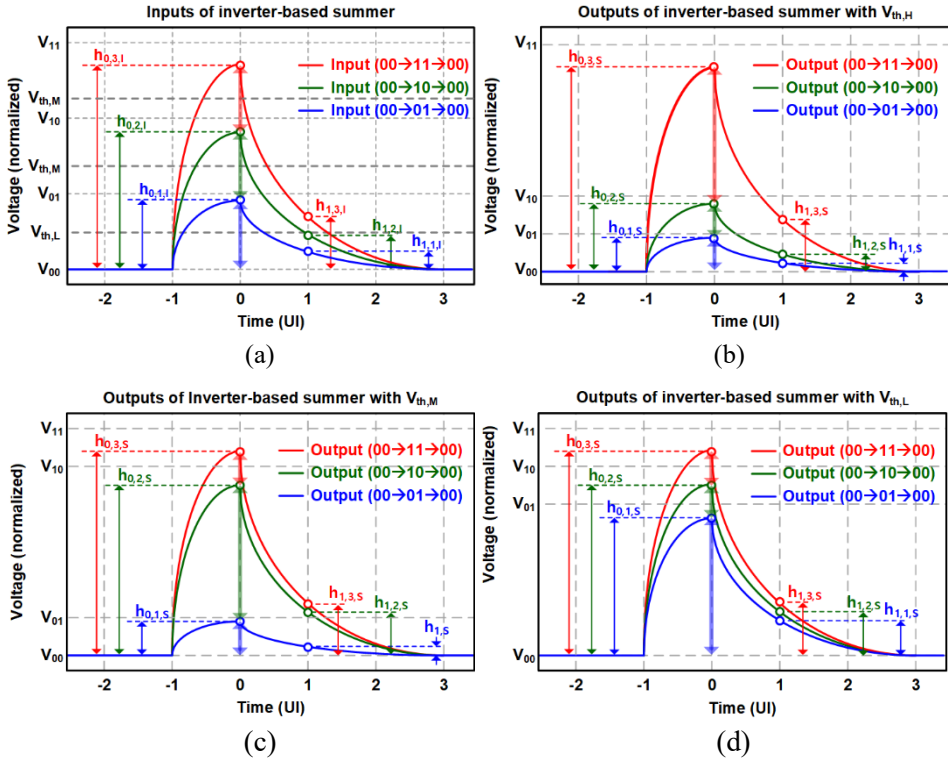 Inputs of inverter-based summer
Voltage (normalized)
V11
Vth,M
V10
Vth,M
V01
Vth,L
V00
h0,3,I
h0,2,I
h0,1,I
h1,3,I
h1,2,I
h1,1,I
Input (00→11→00)
Input (00→10→00)
Input (00→01→00)
-2 -1 0 1 2 3
Time (UI)
(a)
Outputs of inverter-based summer with Vth,H
Voltage (normalized)
V11
V10
V01
V00
h0,3,S
h0,2,S
h0,1,S
h1,3,S
h1,2,S
h1,1,S
Output (00→11→00)
Output (00→10→00)
Output (00→01→00)
-2 -1 0 1 2 3
Time (UI)
(b)
Outputs of Inverter-based summer with Vth,M
Voltage (normalized)
V11
V10
V01
V00
h0,3,S
h0,2,S
h0,1,S
h1,3,S
h1,2,S
h1,S
Output (00→11→00)
Output (00→10→00)
Output (00→01→00)
-2 -1 0 1 2 3
Time (UI)
(c)
Outputs of inverter-based summer with Vth,L
Voltage (normalized)
V11
V10
V01
V00
h0,3,S
h0,2,S
h0,1,S
h1,3,S
h1,2,S
h1,1,S
Output (00→11→00)
Output (00→10→00)
Output (00→01→00)
-2 -1 0 1 2 3
Time (UI)
(d)